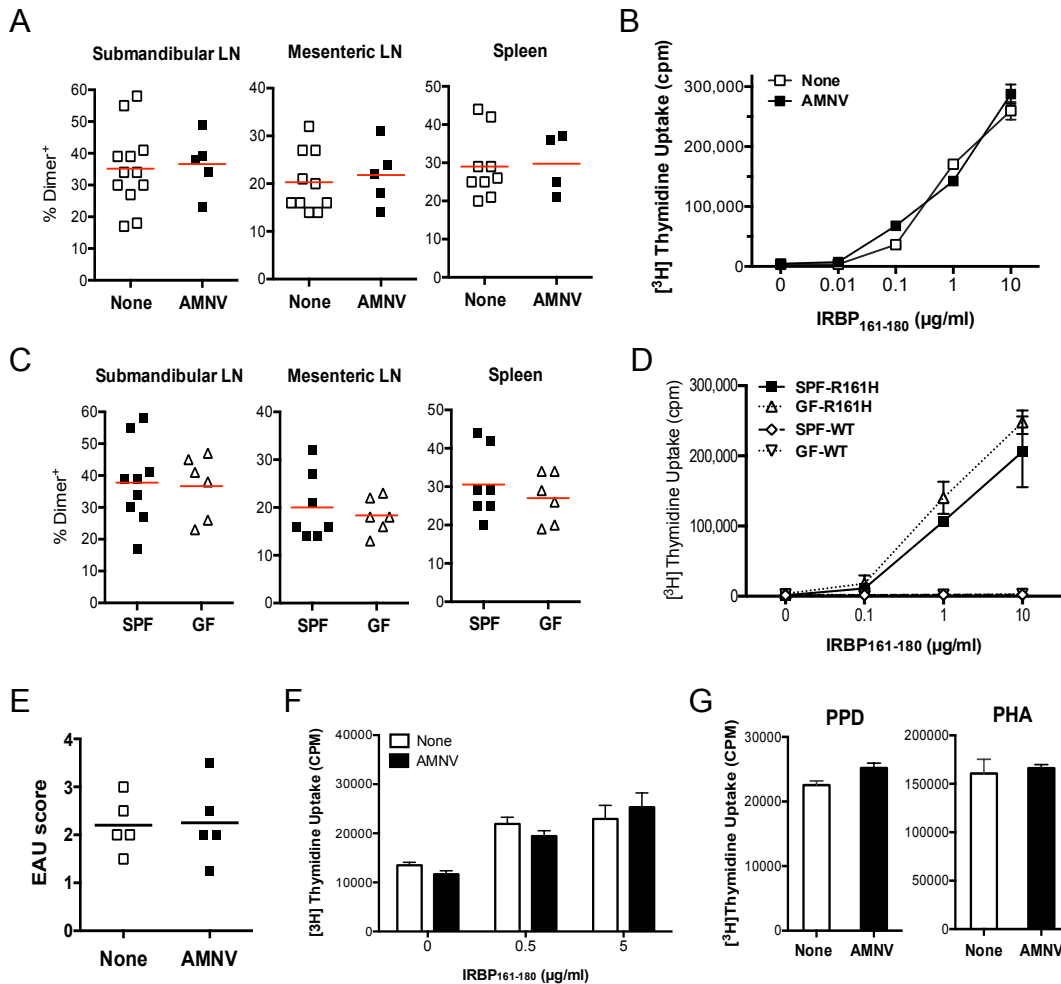 A
Submandibular LN
Mesenteric LN
Spleen
% Dimer⁺
60
50
40
30
20
10
0
None
AMNV
40
30
20
10
0
None
AMNV
50
40
30
20
10
0
None
AMNV
B
[³H] Thymidine Uptake (cpm)
None
AMNV
300,000
200,000
100,000
0
0
0.01
0.1
1
10
IRBP₁₆₁₋₁₈₀ (µg/ml)
C
Submandibular LN
Mesenteric LN
Spleen
% Dimer⁺
60
50
40
30
20
10
0
SPF
GF
40
30
20
10
0
SPF
GF
50
40
30
20
10
0
SPF
GF
D
[³H] Thymidine Uptake (cpm)
SPF-R161H
GF-R161H
SPF-WT
GF-WT
300,000
200,000
100,000
0
0
0.1
1
10
IRBP161-180 (µg/ml)
E
EAU score
4
3
2
1
0
None
AMNV
F
[3H] Thymidine Uptake (CPM)
None
AMNV
40000
30000
20000
10000
0
0
0.5
5
IRBP161-180 (µg/ml)
G
PPD
PHA
[³H]Thymidine Uptake (CPM)
30000
20000
10000
0
None
AMNV
200000
150000
100000
50000
0
None
AMNV